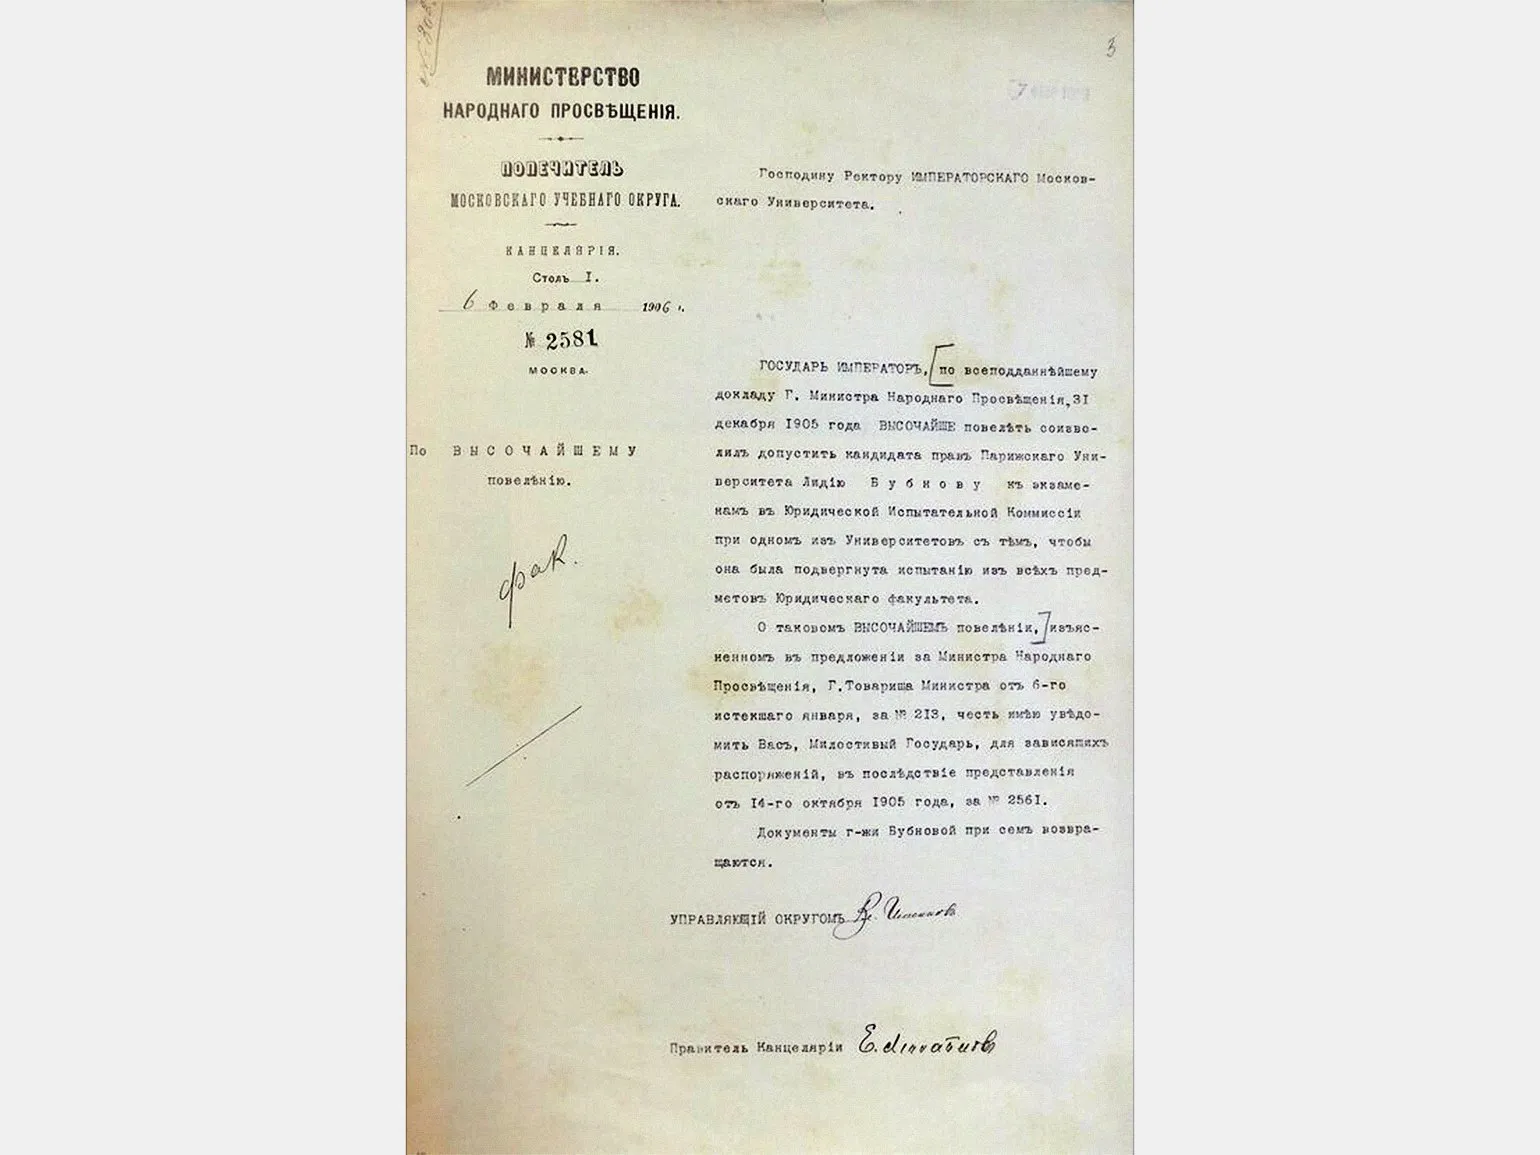 3
МИНИСТЕРСТВО
НАРОДНАГО ПРОСВѢЩЕНІЯ.
ПОПЕЧИТЕЛЬ
МОСКОВСКАГО УЧЕБНАГО ОКРУГА.
КАНЦЕЛЯРІЯ.
Столъ I.
6 Февраля 1906 г.
№ 2581
МОСКВА.
По ВЫСОЧАЙШЕМУ
повелѣнію.
фак.
Господину Ректору ИМПЕРАТОРСКАГО Москов-
скаго Университета.
ГОСУДАРЬ ИМПЕРАТОРЪ, [по всеподданнѣйшему
докладу Г. Министра Народнаго Просвѣщенія, 31
декабря 1905 года ВЫСОЧАЙШЕ повелѣть соизво-
лилъ допустить кандидата правъ Парижскаго Уни-
верситета Лидію Бубнову къ экзаме-
намъ въ Юридической Испытательной Коммиссіи
при одномъ изъ Университетовъ съ тѣмъ, чтобы
она была подвергнута испытанію изъ всѣхъ пред-
метовъ Юридическаго факультета.
О таковомъ ВЫСОЧАЙШЕМЪ повелѣніи,] изъяс-
ненномъ въ предложеніи за Министра Народнаго
Просвѣщенія, Г.Товарища Министра отъ 6-го
истекшаго января, за № 213, честь имѣю увѣдо-
мить Васъ, Милостивый Государь, для зависящихъ
распоряженій, въ послѣдствіе представленія
отъ 14-го октября 1905 года, за № 2561.
Документы г-жи Бубновой при семъ возвра-
щаются.
УПРАВЛЯЮЩІЙ ОКРУГОМЪ
Правитель Канцеляріи Е.